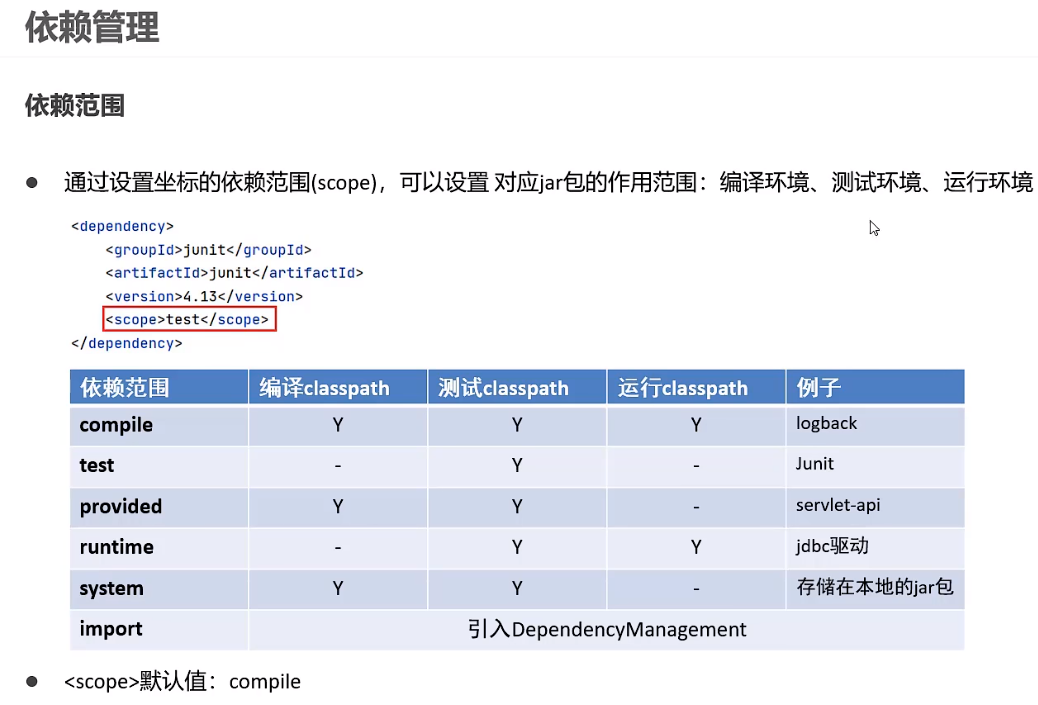 依赖管理
依赖范围
● 通过设置坐标的依赖范围(scope)，可以设置 对应jar包的作用范围：编译环境、测试环境、运行环境
<dependency>
<groupId>junit</groupId>
<artifactId>junit</artifactId>
<version>4.13</version>
<scope>test</scope>
</dependency>
依赖范围 编译classpath 测试classpath 运行classpath 例子
compile Y Y Y logback
test - Y - Junit
provided Y Y - servlet-api
runtime - Y Y jdbc驱动
system Y Y - 存储在本地的jar包
import 引入DependencyManagement
● <scope>默认值：compile